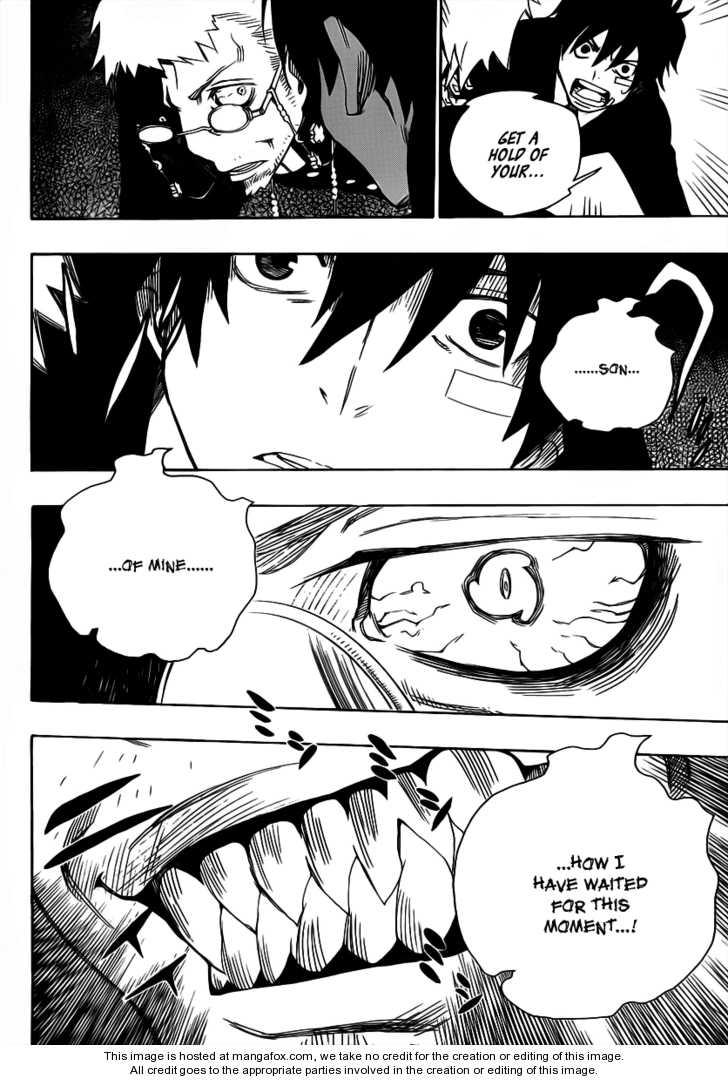 GET A
HOLD OF
YOUR...
......SON...
...OF MINE......
...HOW I
HAVE WAITED
FOR THIS
MOMENT...!
This image is hosted at mangafox.com, we take no credit for the creation or editing of this image.
All credit goes to the appropriate parties involved in the creation or editing of this image.